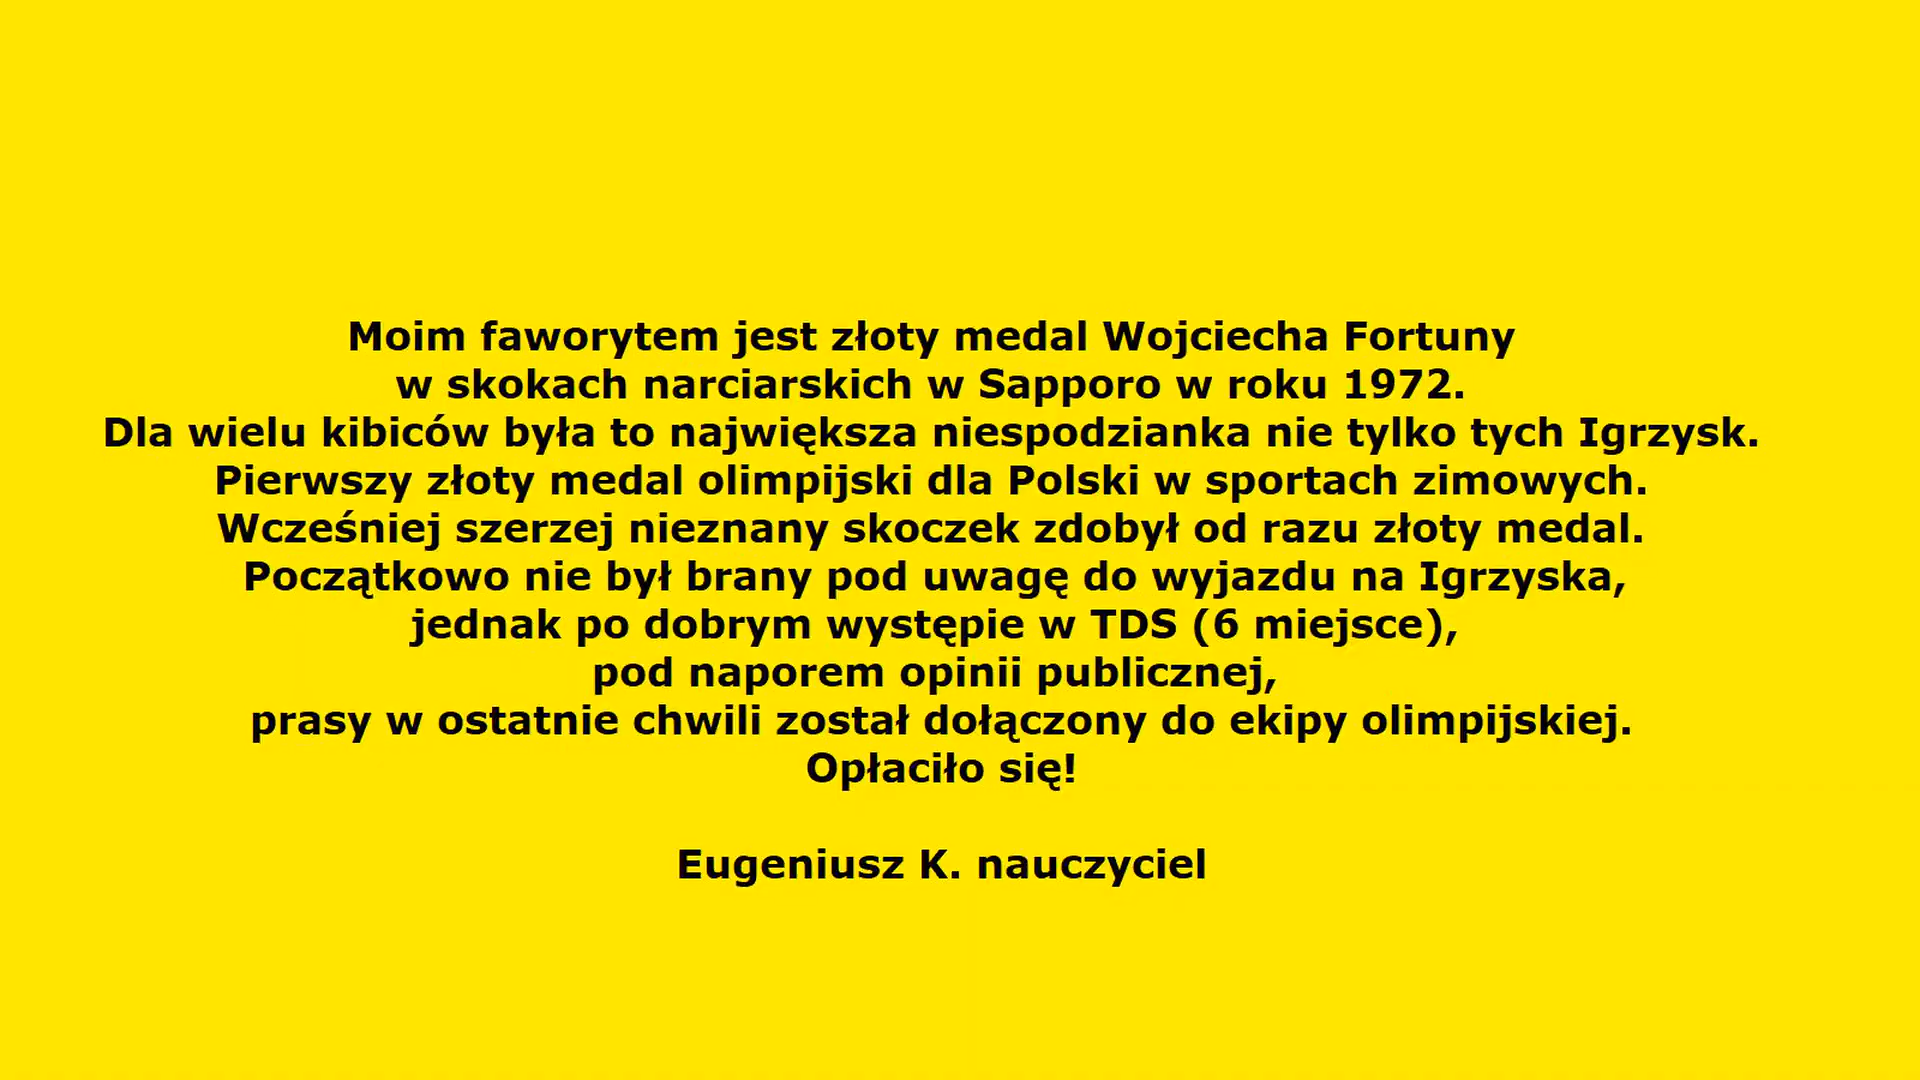 Moim faworytem jest złoty medal Wojciecha Fortuny
w skokach narciarskich w Sapporo w roku 1972.
Dla wielu kibiców była to największa niespodzianka nie tylko tych Igrzysk.
Pierwszy złoty medal olimpijski dla Polski w sportach zimowych.
Wcześniej szerzej nieznany skoczek zdobył od razu złoty medal.
Początkowo nie był brany pod uwagę do wyjazdu na Igrzyska,
jednak po dobrym występie w TDS (6 miejsce),
pod naporem opinii publicznej,
prasy w ostatnie chwili został dołączony do ekipy olimpijskiej.
Opłaciło się!
Eugeniusz K. nauczyciel